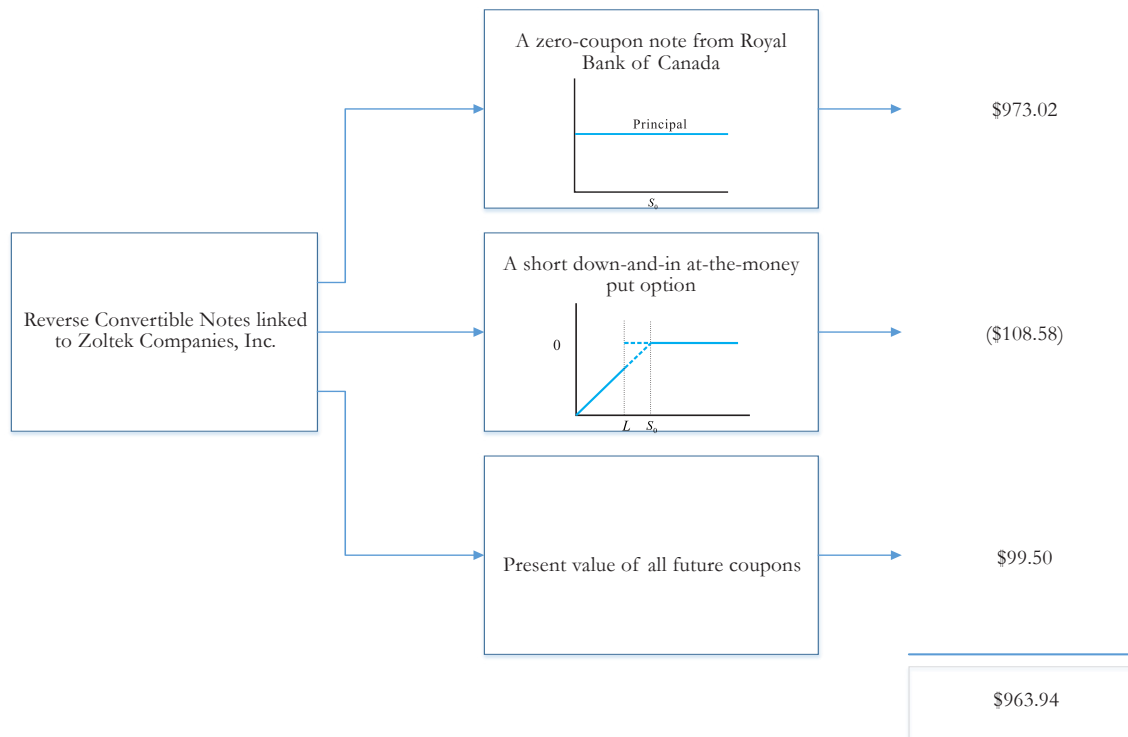 A zero-coupon note from Royal
Bank of Canada
Principal
S₀
$973.02
Reverse Convertible Notes linked
to Zoltek Companies, Inc.
A short down-and-in at-the-money
put option
0
L S₀
($108.58)
Present value of all future coupons
$99.50
$963.94